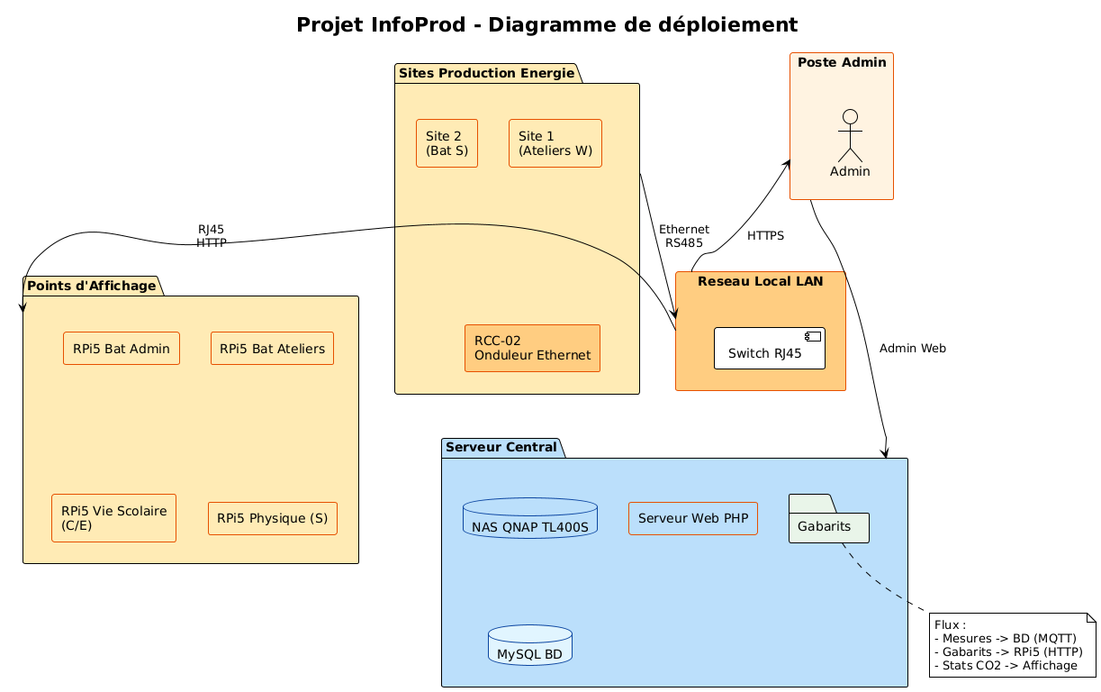 Projet InfoProd - Diagramme de déploiement
Sites Production Energie
Site 2
(Bat S)
Site 1
(Ateliers W)
RCC-02
Onduleur Ethernet
Poste Admin
Admin
RJ45
HTTP
Ethernet
RS485
HTTPS
Points d'Affichage
RPi5 Bat Admin
RPi5 Bat Ateliers
RPi5 Vie Scolaire
(C/E)
RPi5 Physique (S)
Reseau Local LAN
Switch RJ45
Admin Web
Serveur Central
NAS QNAP TL400S
Serveur Web PHP
Gabarits
MySQL BD
Flux :
- Mesures -> BD (MQTT)
- Gabarits -> RPi5 (HTTP)
- Stats CO2 -> Affichage